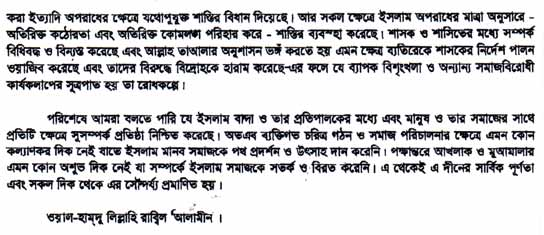 করা ইত্যাদি অপরাধের ক্ষেত্রে যথোপুযুক্ত শাস্তির বিধান দিয়েছে। আর সকল ক্ষেত্রে ইসলাম অপরাধের মাত্রা অনুসারে -
অতিরিক্ত কঠোরতা এবং অতিরিক্ত কোমলতা পরিহার করে - শাস্তির ব্যবস্থা করেছে। শাসক ও শাসিতের মধ্যে সম্পর্ক
বিধিবদ্ধ ও বিন্যস্ত করেছে এবং আল্লাহ তাআলার অনুশাসন ভঙ্গ করতে হয় এমন ক্ষেত্র ব্যতিরেকে শাসকের নির্দেশ পালন
ওয়াজিব করেছে এবং তাদের বিরুদ্ধে বিদ্রোহকে হারাম করেছে-এর ফলে যে ব্যাপক বিশৃংখলা ও অন্যান্য সমাজবিরোধী
কার্যকলাপের সূত্রপাত হয় তা রোধকল্পে।
পরিশেষে আমরা বলতে পারি যে ইসলাম বান্দা ও তার প্রতিপালকের মধ্যে এবং মানুষ ও তার সমাজের সাথে
প্রতিটি ক্ষেত্রে সুসম্পর্ক প্রতিষ্ঠা নিশ্চিত করেছে। অতএব ব্যক্তিগত চরিত্র গঠন ও সমাজ পরিচালনার ক্ষেত্রে এমন কোন
কল্যাণকর দিক নেই যাতে ইসলাম মানব সমাজকে পথ প্রদর্শন ও উৎসাহ দান করেনি। পক্ষান্তরে আখলাক ও মুআমালার
এমন কোন অশুভ দিক নেই যা সম্পর্কে ইসলাম সমাজকে সতর্ক ও বিরত করেনি। এ থেকেই এ দীনের সার্বিক পূর্ণতা
এবং সকল দিক থেকে এর সৌন্দর্য্য প্রমাণিত হয়।
ওয়াল-হামদু লিল্লাহি রাব্বিল 'আলামীন।